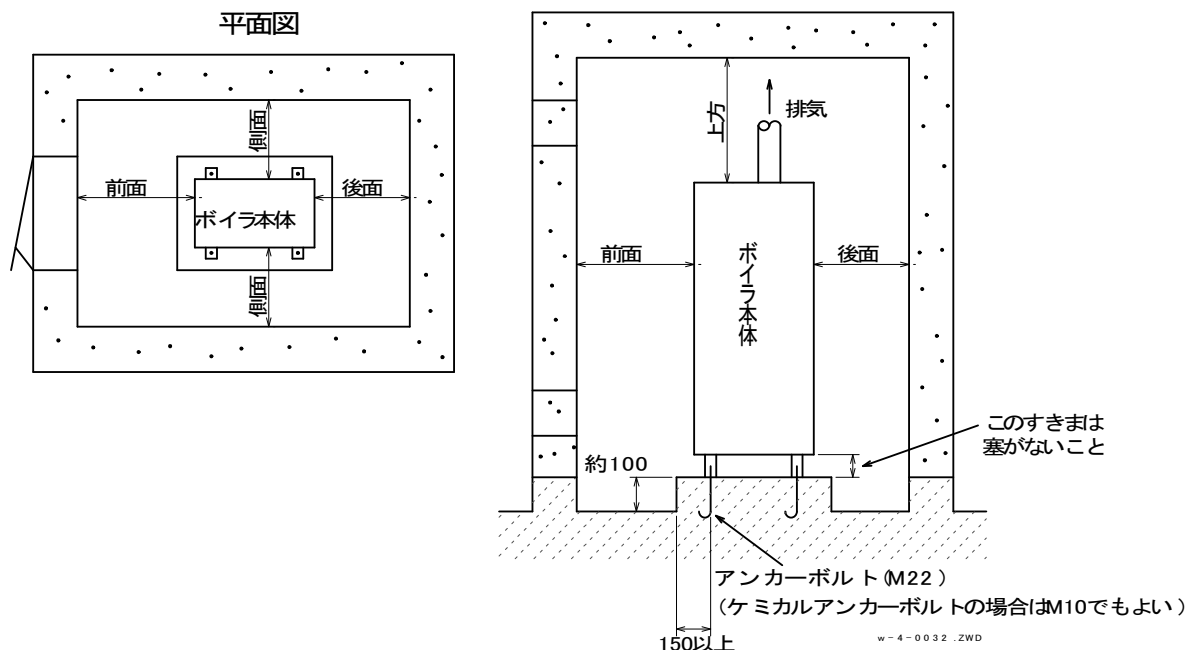 平面図
側面
前面
ボイラ本体
後面
側面
上方
排気
前面
ボイラ本体
後面
このすきまは
塞がないこと
約100
アンカーボルト(M22)
(ケミカルアンカーボルトの場合はM10でもよい)
150以上
w-4-0032.ZWD